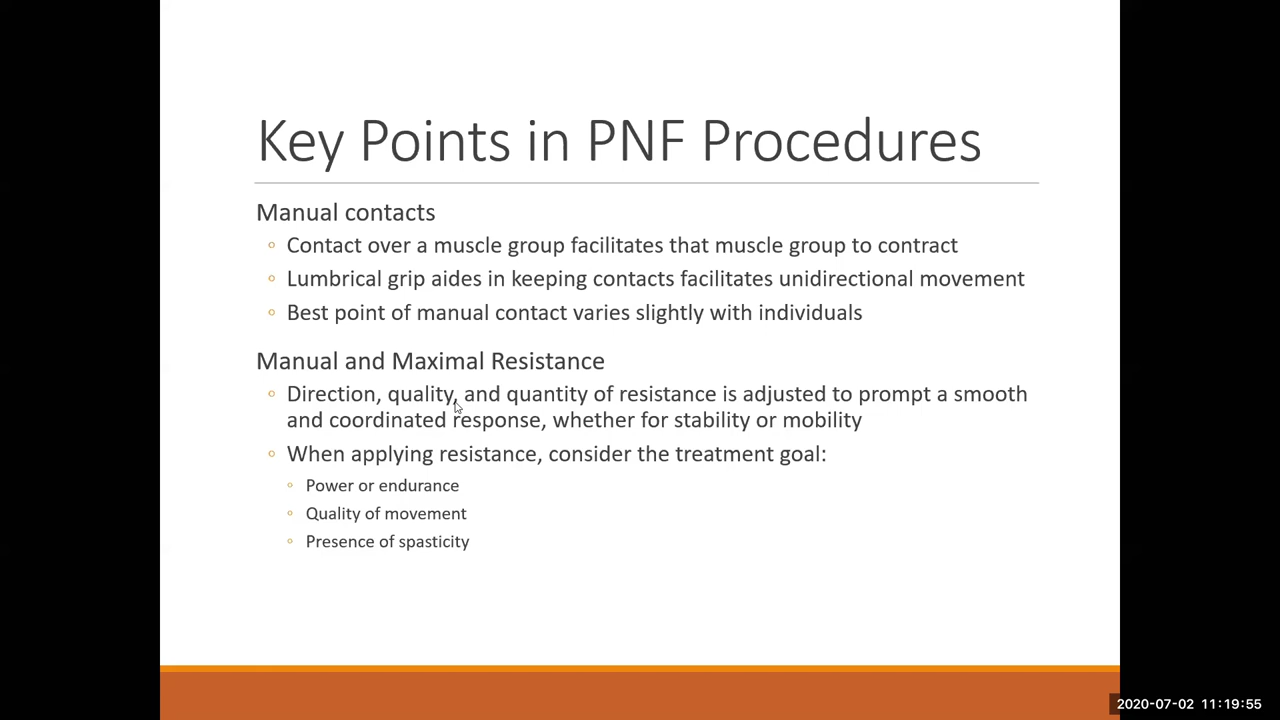 Key Points in PNF Procedures
Manual contacts
Contact over a muscle group facilitates that muscle group to contract
Lumbrical grip aides in keeping contacts facilitates unidirectional movement
Best point of manual contact varies slightly with individuals
Manual and Maximal Resistance
Direction, quality, and quantity of resistance is adjusted to prompt a smooth
and coordinated response, whether for stability or mobility
When applying resistance, consider the treatment goal:
Power or endurance
Quality of movement
Presence of spasticity
2020-07-02 11:19:55